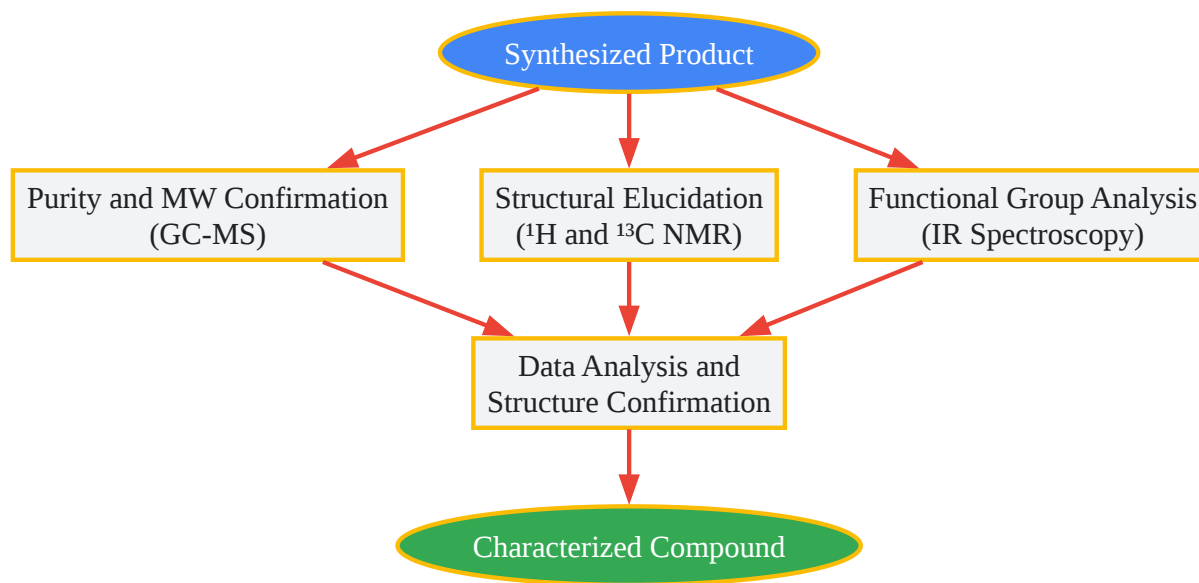 Synthesized Product
Purity and MW Confirmation
(GC-MS)
Structural Elucidation
(¹H and ¹³C NMR)
Functional Group Analysis
(IR Spectroscopy)
Data Analysis and
Structure Confirmation
Characterized Compound